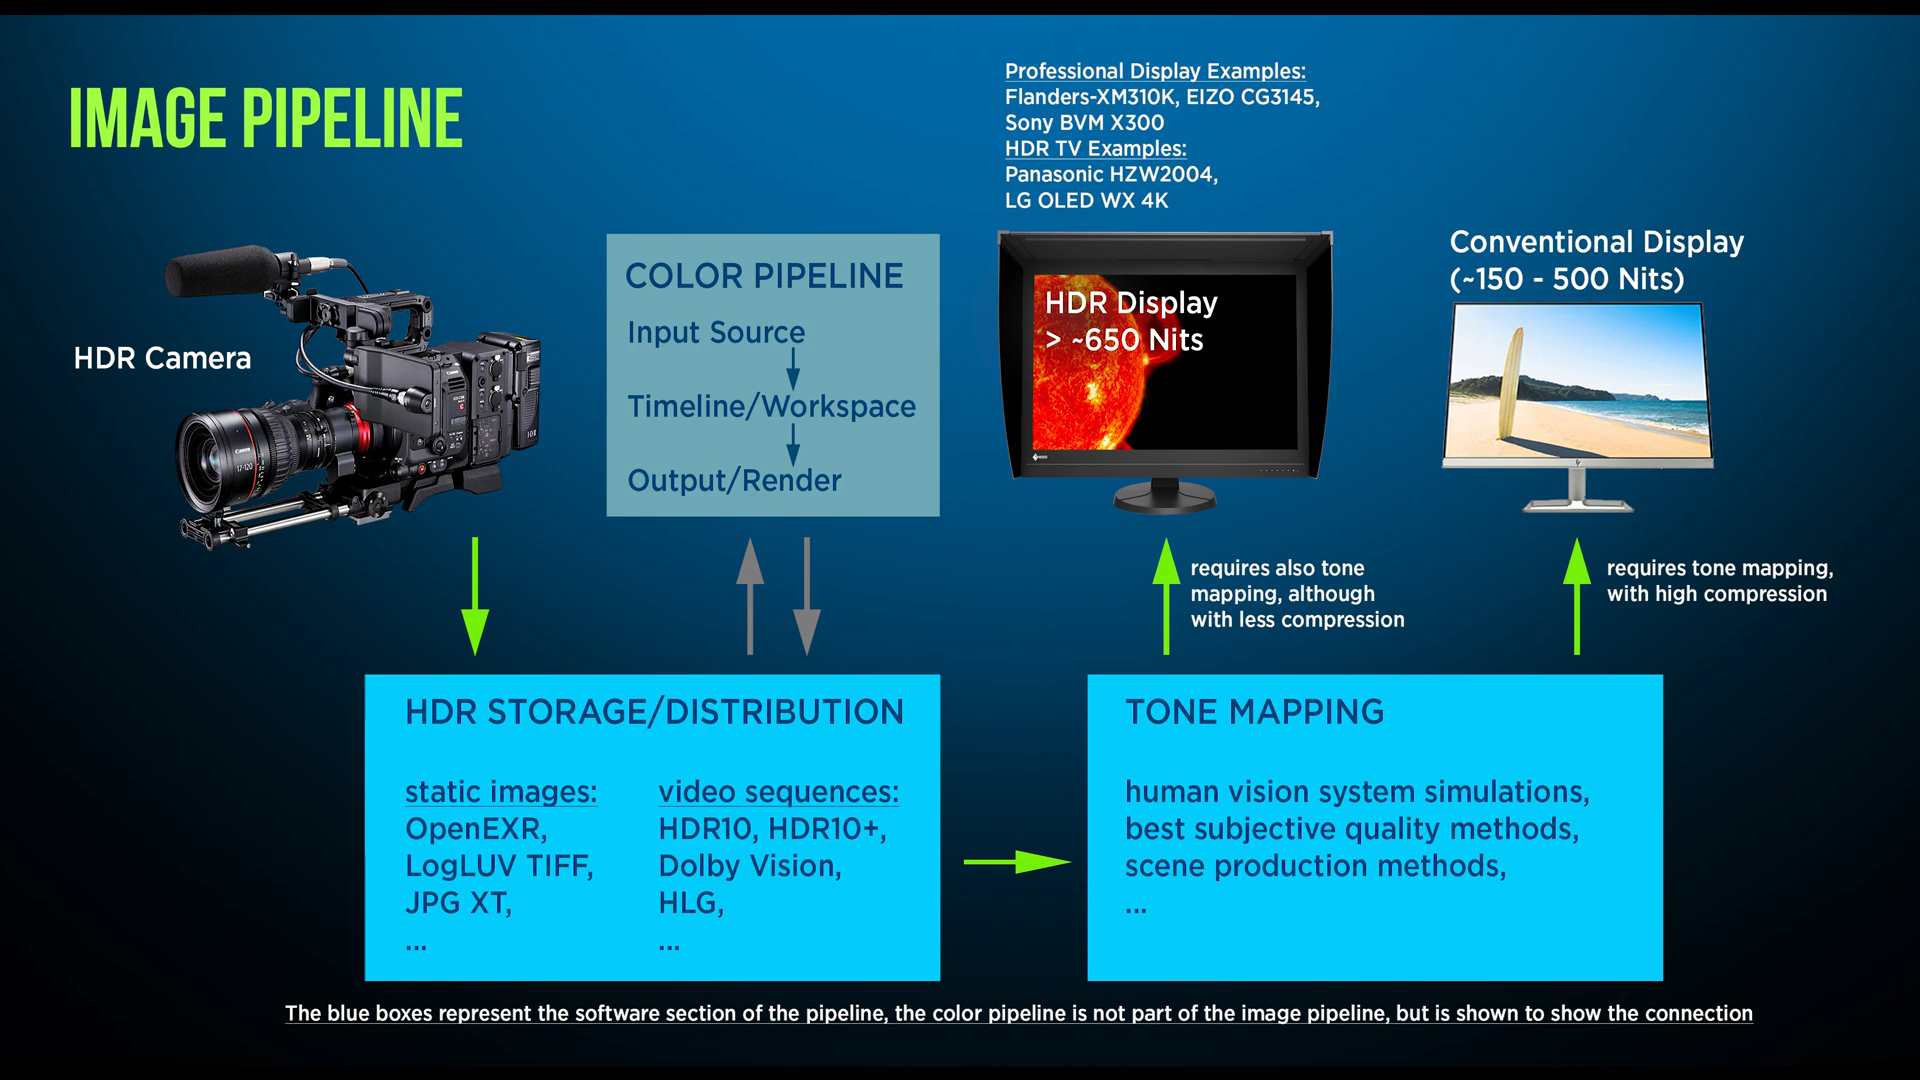 IMAGE PIPELINE
Professional Display Examples:
Flanders-XM310K, EIZO CG3145,
Sony BVM X300
HDR TV Examples:
Panasonic HZW2004,
LG OLED WX 4K
HDR Camera
Canon
17-120
COLOR PIPELINE
Input Source
Timeline/Workspace
Output/Render
HDR Display
> ~650 Nits
Conventional Display
(~150 - 500 Nits)
requires also tone
mapping, although
with less compression
requires tone mapping,
with high compression
HDR STORAGE/DISTRIBUTION
static images:
OpenEXR,
LogLUV TIFF,
JPG XT,
...
video sequences:
HDR10, HDR10+,
Dolby Vision,
HLG,
...
TONE MAPPING
human vision system simulations,
best subjective quality methods,
scene production methods,
...
The blue boxes represent the software section of the pipeline, the color pipeline is not part of the image pipeline, but is shown to show the connection